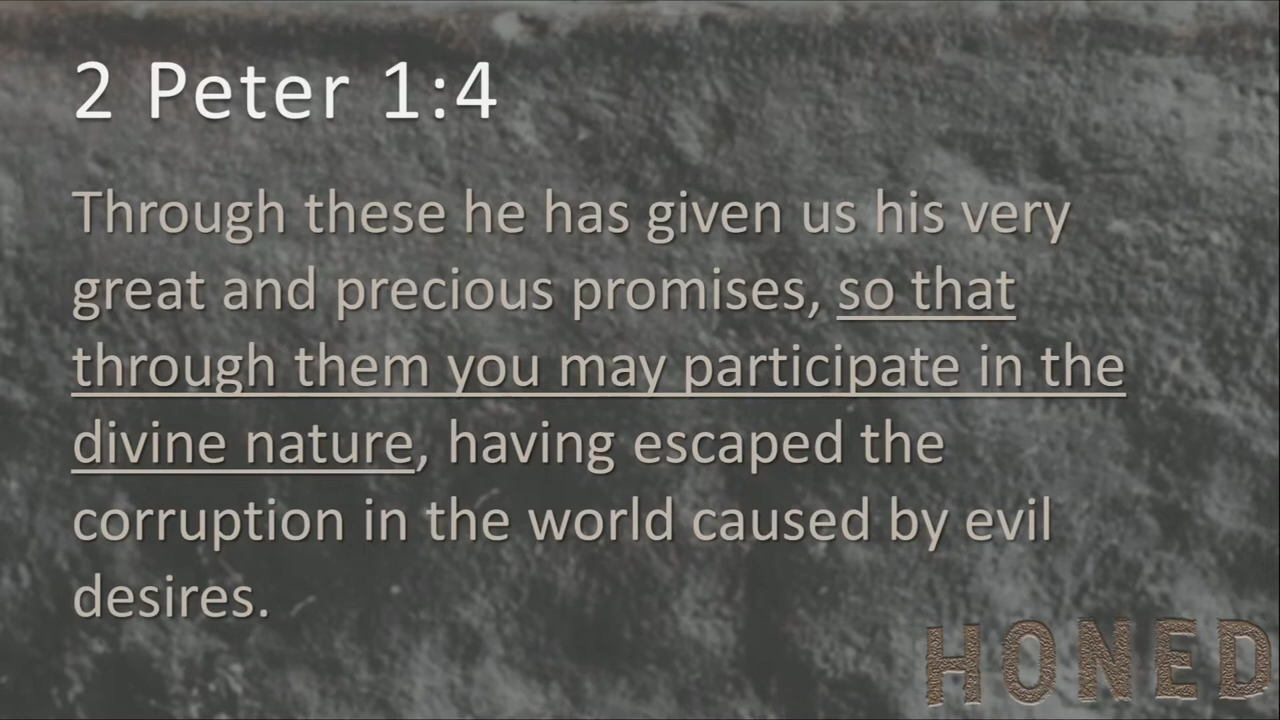 2 Peter 1:4
Through these he has given us his very
great and precious promises, so that
through them you may participate in the
divine nature, having escaped the
corruption in the world caused by evil
desires.
HONED